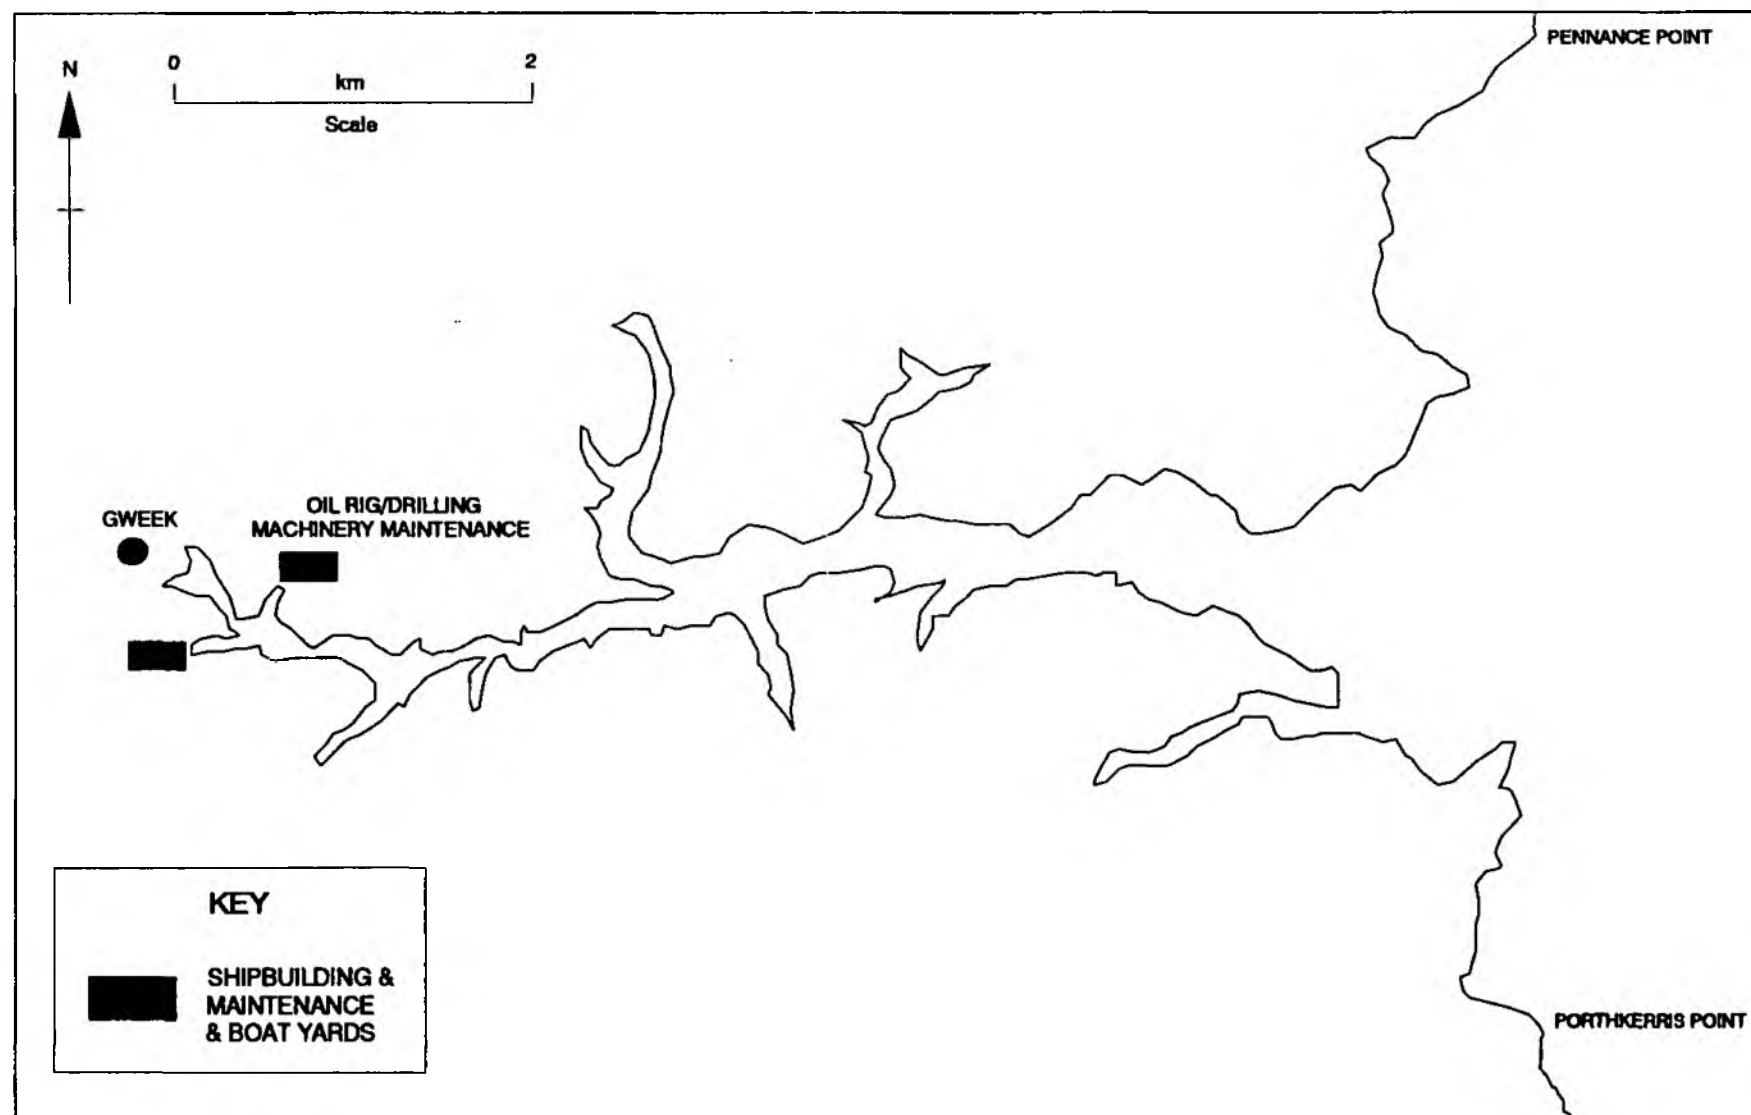 PENNANCE POINT
N
0 2
km
Scale
OIL RIG/DRILLING
MACHINERY MAINTENANCE
GWEEK
KEY
SHIPBUILDING &
MAINTENANCE
& BOAT YARDS
PORTHKERRIS POINT